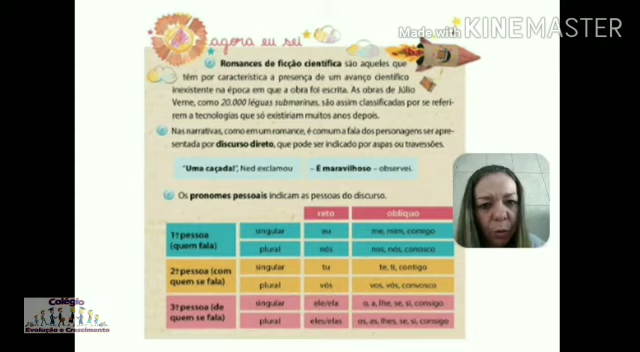 Made with KINEMASTER
agora eu sei
Romances de ficção científica são aqueles que
têm por característica a presença de um avanço científico
inexistente na época em que a obra foi escrita. As obras de Júlio
Verne, como 20.000 léguas submarinas, são assim classificadas por se referi-
rem a tecnologias que só existiriam muitos anos depois.
Nas narrativas, como em um romance, é comum a fala dos personagens ser apre-
sentada por discurso direto, que pode ser indicado por aspas ou travessões.
"Uma caçada!", Ned exclamou
– É maravilhoso – observei.
Os pronomes pessoais indicam as pessoas do discurso.
reto oblíquo
1ª pessoa (quem fala) singular eu me, mim, comigo
plural nós nos, nós, conosco
2ª pessoa (com quem se fala) singular tu te, ti, contigo
plural vós vos, vós, convosco
3ª pessoa (de quem se fala) singular ele/ela o, a, lhe, se, si, consigo
plural eles/elas os, as, lhes, se, si, consigo
Colégio
Evolução e Crescimento